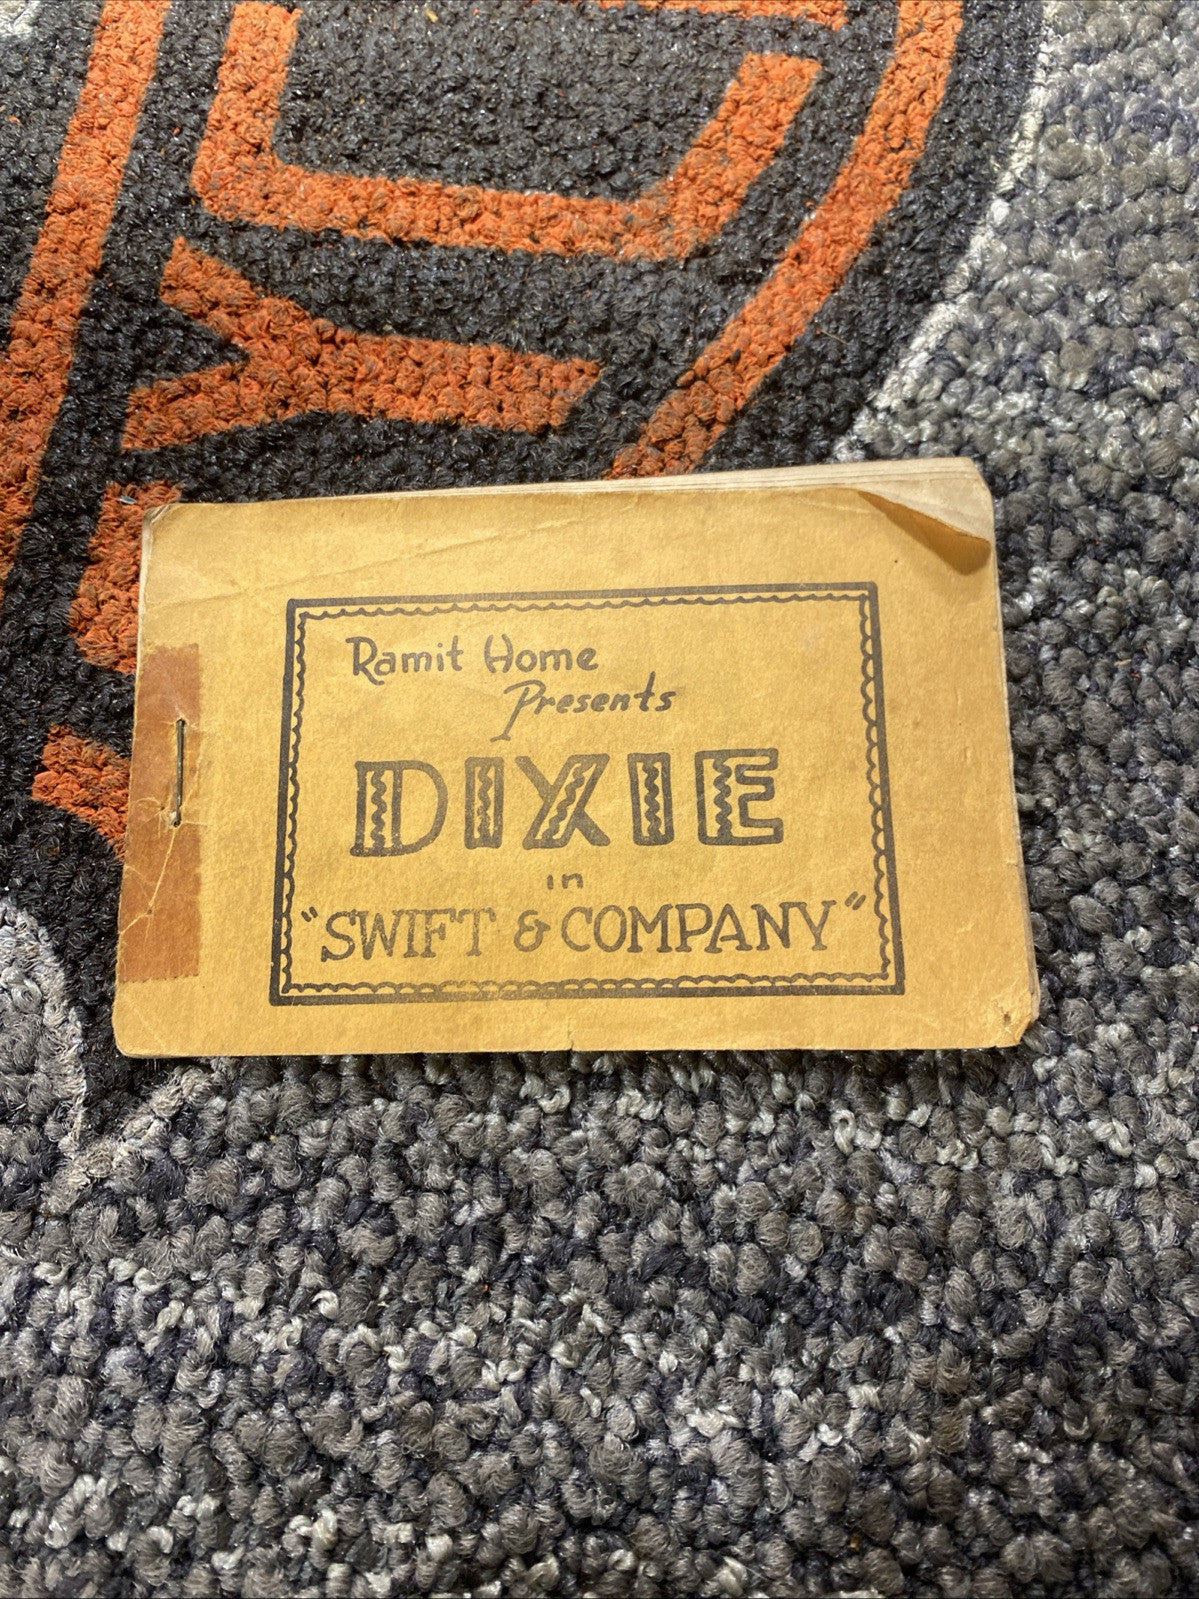 Ramit Home
Presents
DIXIE
in
"SWIFT & COMPANY"